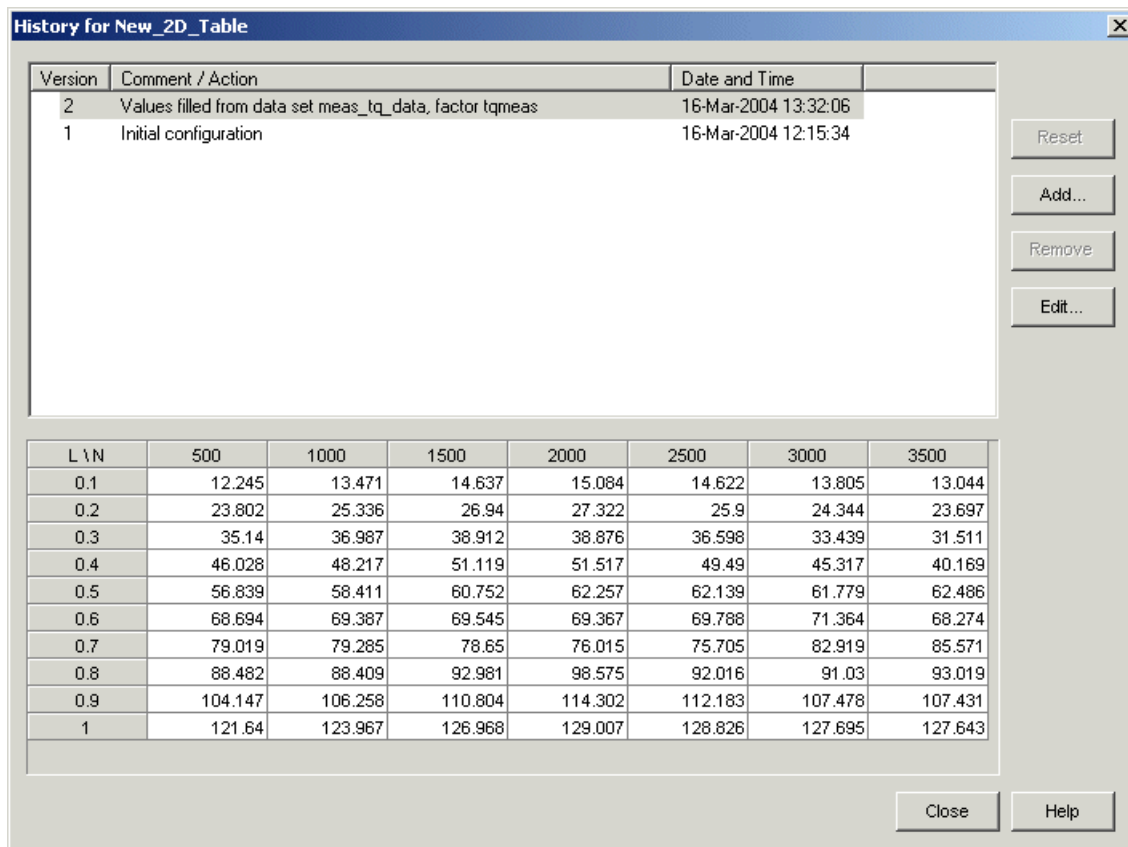 History for New_2D_Table
Version Comment / Action Date and Time
2 Values filled from data set meas_tq_data, factor tqmeas 16-Mar-2004 13:32:06
1 Initial configuration 16-Mar-2004 12:15:34
Reset
Add...
Remove
Edit...
L \ N 500 1000 1500 2000 2500 3000 3500
0.1 12.245 13.471 14.637 15.084 14.622 13.805 13.044
0.2 23.802 25.336 26.94 27.322 25.9 24.344 23.697
0.3 35.14 36.987 38.912 38.876 36.598 33.439 31.511
0.4 46.028 48.217 51.119 51.517 49.49 45.317 40.169
0.5 56.839 58.411 60.752 62.257 62.139 61.779 62.486
0.6 68.694 69.387 69.545 69.367 69.788 71.364 68.274
0.7 79.019 79.285 78.65 76.015 75.705 82.919 85.571
0.8 88.482 88.409 92.981 98.575 92.016 91.03 93.019
0.9 104.147 106.258 110.804 114.302 112.183 107.478 107.431
1 121.64 123.967 126.968 129.007 128.826 127.695 127.643
Close Help